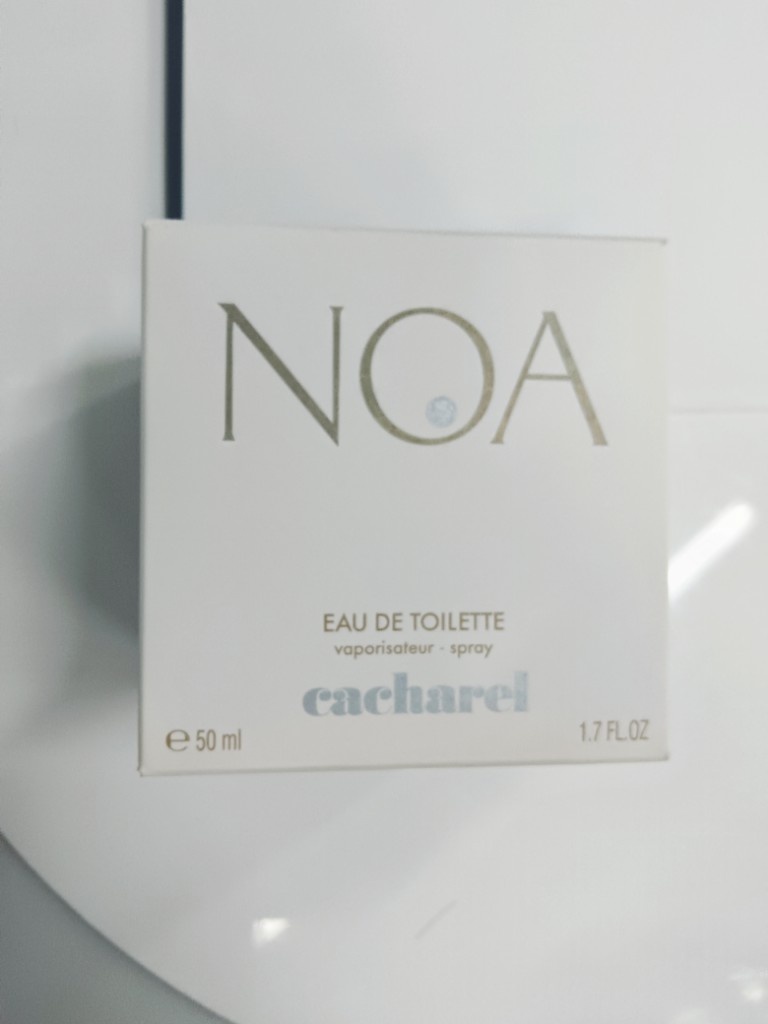 NOA
EAU DE TOILETTE
vaporisateur · spray
cacharel
℮ 50 ml 1.7 FL.OZ